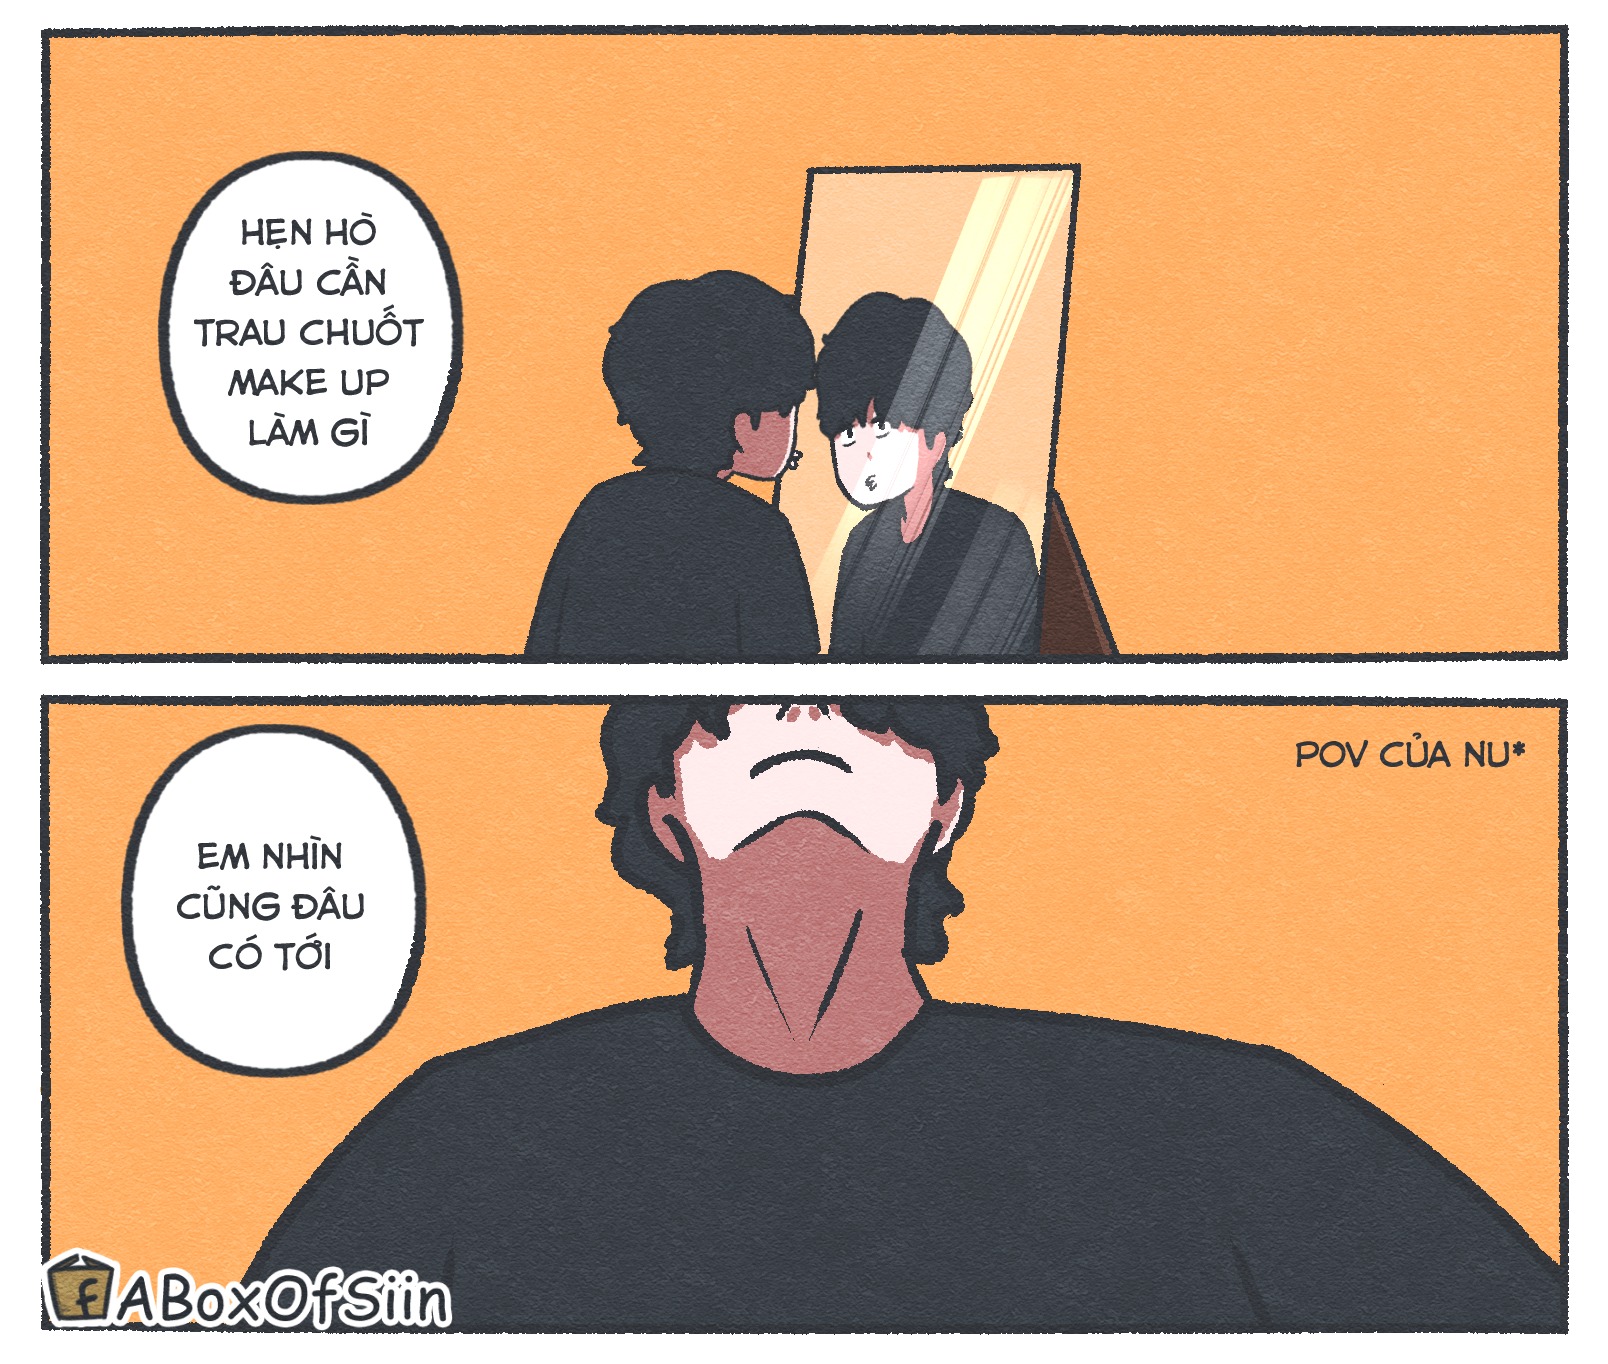 HẸN HÒ
ĐÂU CẦN
TRAU CHUỐT
MAKE UP
LÀM GÌ
POV CỦA NU*
EM NHÌN
CŨNG ĐÂU
CÓ TỚI
f ABoxOfSiin